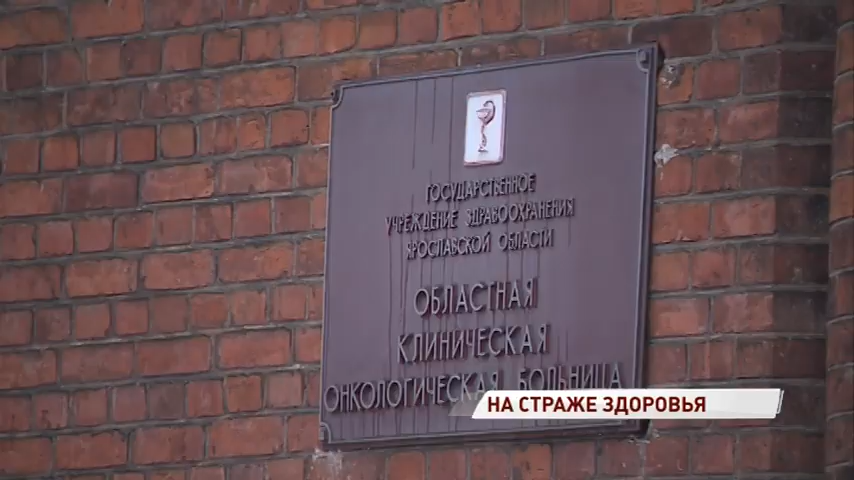 ГОСУДАРСТВЕННОЕ
УЧРЕЖДЕНИЕ ЗДРАВООХРАНЕНИЯ
ЯРОСЛАВСКОЙ ОБЛАСТИ
ОБЛАСТНАЯ
КЛИНИЧЕСКАЯ
ОНКОЛОГИЧЕСКАЯ БОЛЬНИЦА
НА СТРАЖЕ ЗДОРОВЬЯ